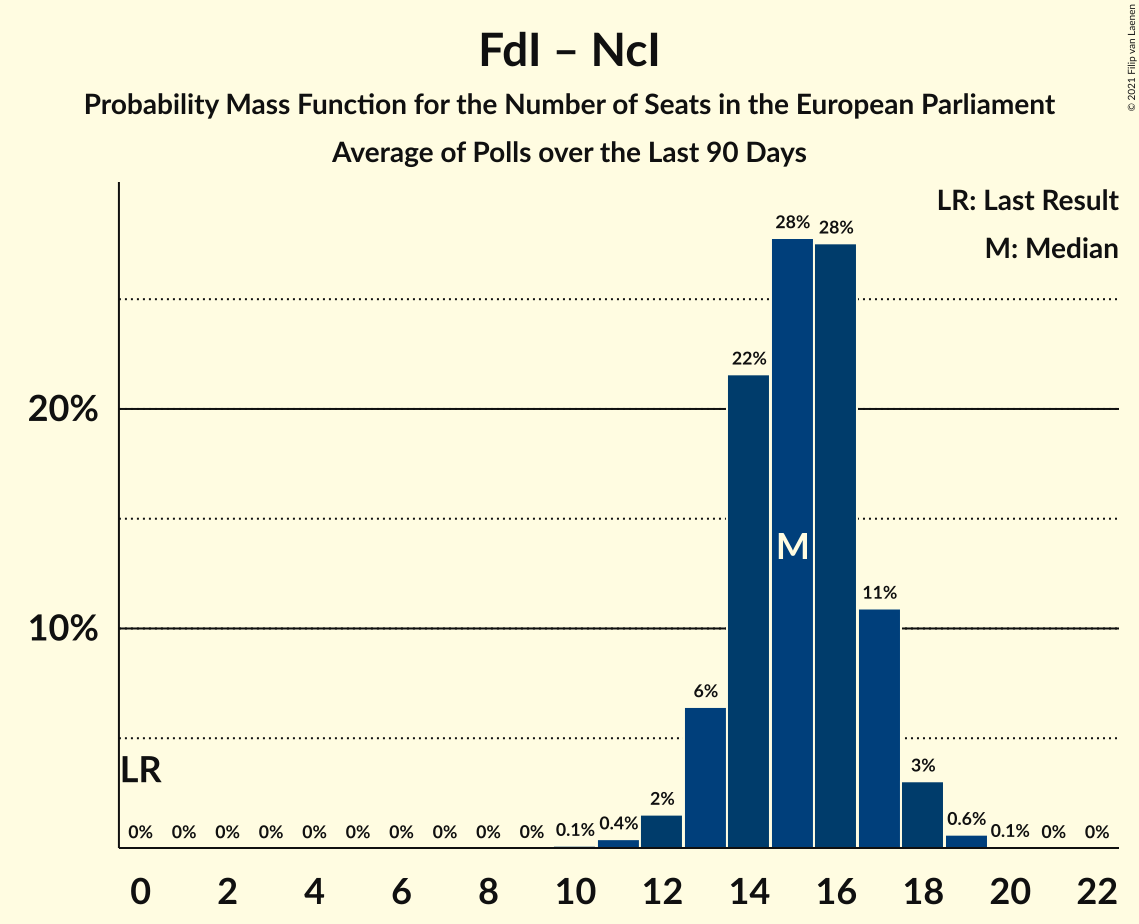 FdI – NcI
Probability Mass Function for the Number of Seats in the European Parliament
Average of Polls over the Last 90 Days
© 2021 Filip van Laenen
LR: Last Result
M: Median
28% 28%
22%
20%
M
11%
10%
6%
LR
3%
2%
0% 0% 0% 0% 0% 0% 0% 0% 0% 0% 0.1% 0.4% 0.6% 0.1% 0% 0%
0 2 4 6 8 10 12 14 16 18 20 22